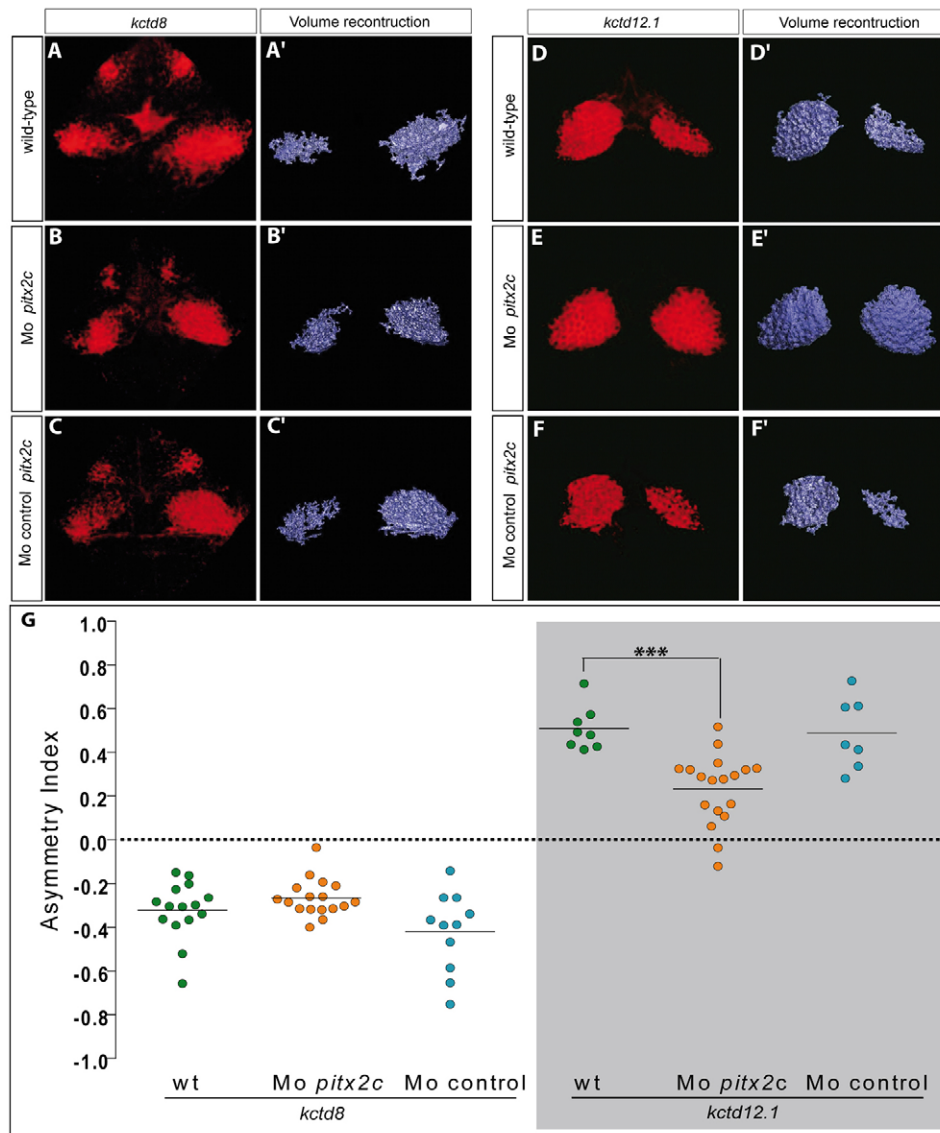 kctd8
Volume reconstruction
kctd12.1
Volume reconstruction
wild-type
A
A'
wild-type
D
D'
Mo pitx2c
B
B'
Mo pitx2c
E
E'
Mo control pitx2c
C
C'
Mo control pitx2c
F
F'
G
Asymmetry Index
1.0
0.8
0.6
0.4
0.2
0.0
-0.2
-0.4
-0.6
-0.8
-1.0
***
wt
Mo pitx2c
Mo control
wt
Mo pitx2c
Mo control
kctd8
kctd12.1